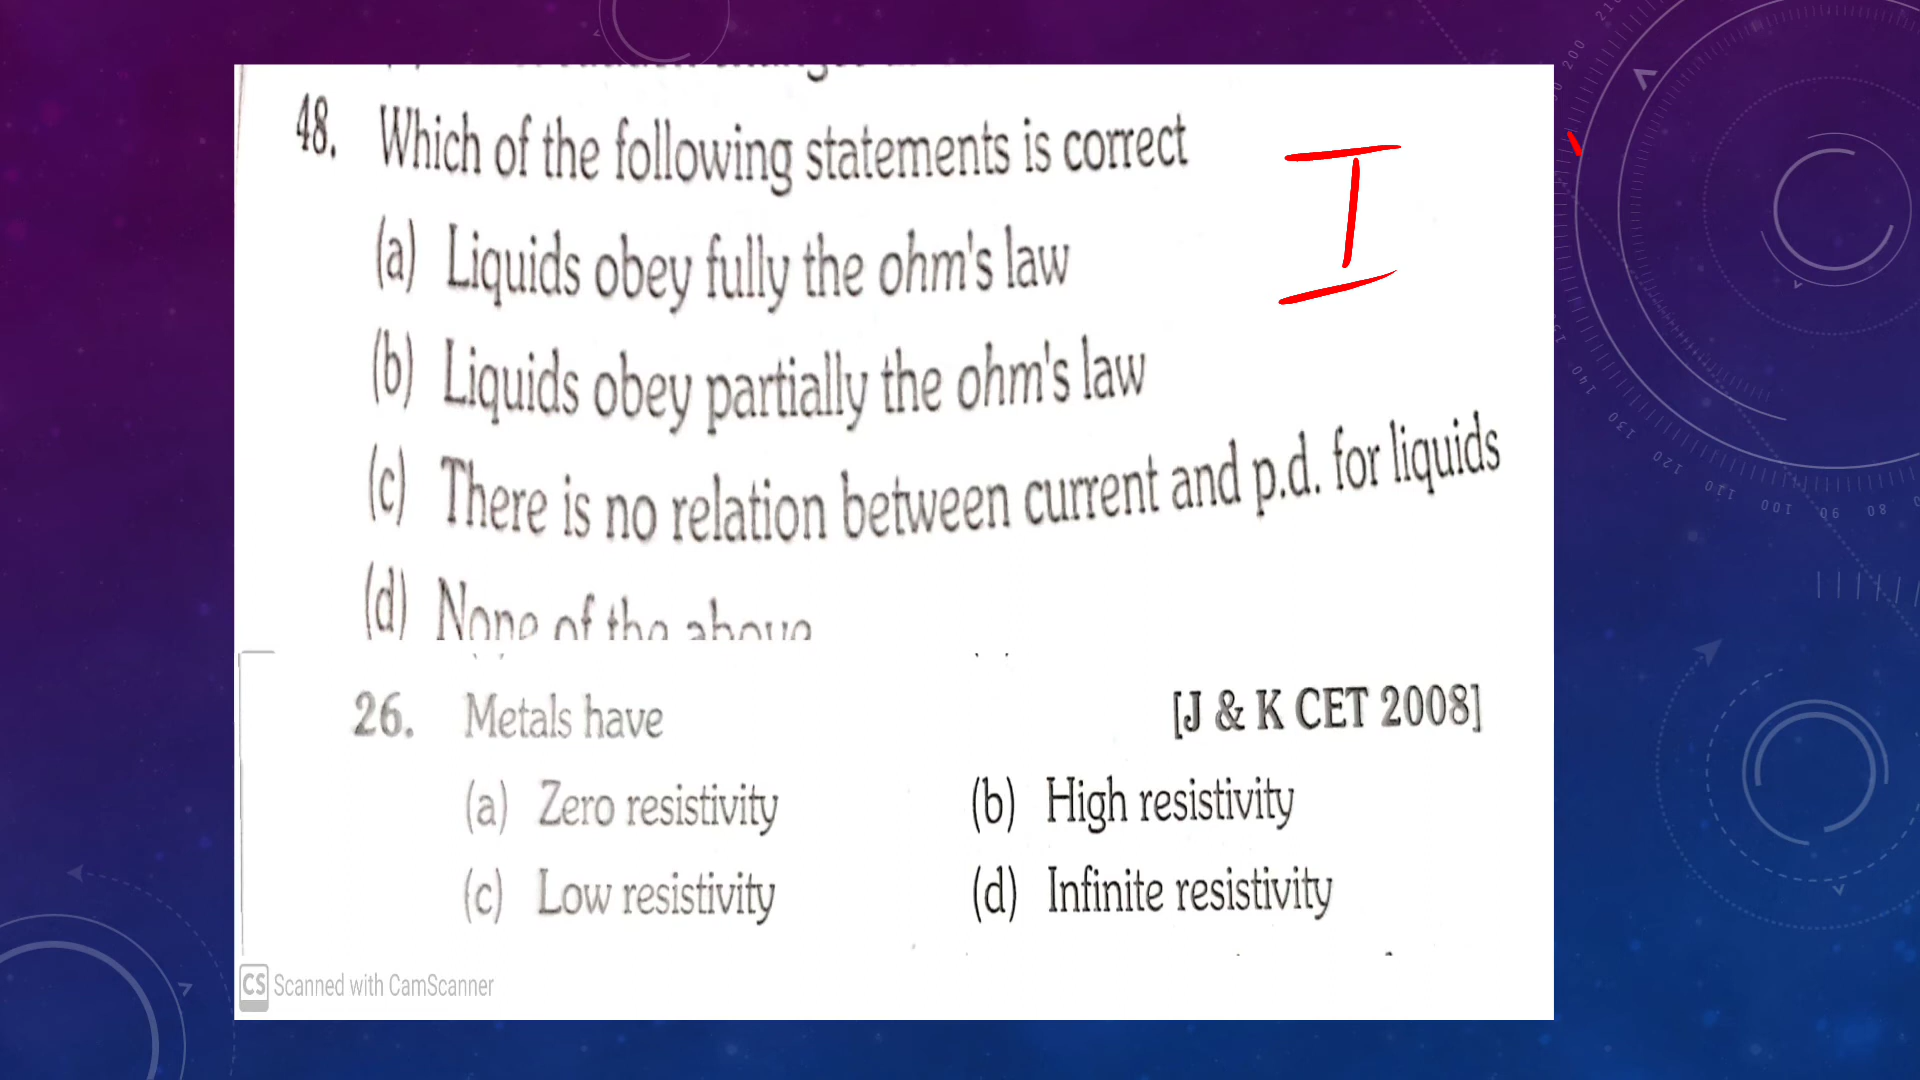 48. Which of the following statements is correct
I
(a) Liquids obey fully the ohm's law
(b) Liquids obey partially the ohm's law
(c) There is no relation between current and p.d. for liquids
(d) None of the above
26. Metals have [J & K CET 2008]
(a) Zero resistivity (b) High resistivity
(c) Low resistivity (d) Infinite resistivity
CS Scanned with CamScanner